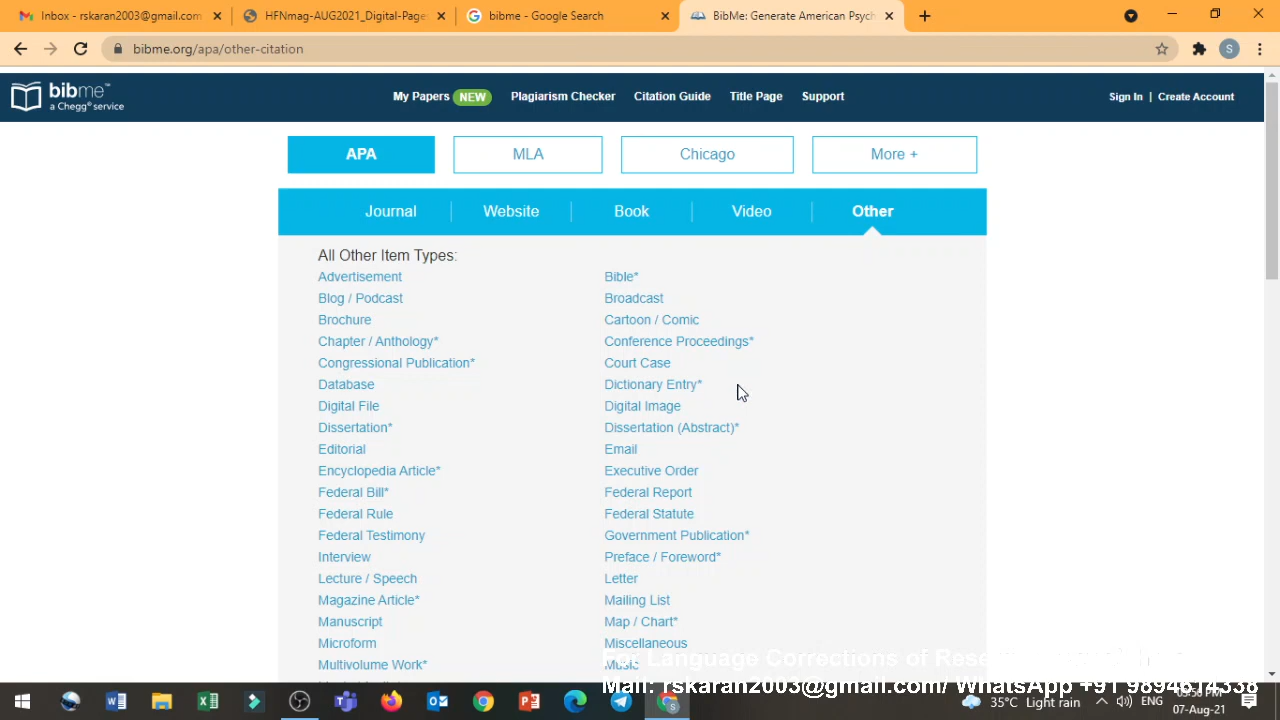 Inbox - rskaran2003@gmail.com
HFNmag-AUG2021_Digital-Page
bibme - Google Search
BibMe: Generate American Psych
bibme.org/apa/other-citation
S
bibme™
a Chegg® service
My Papers NEW
Plagiarism Checker
Citation Guide
Title Page
Support
Sign In | Create Account
APA
MLA
Chicago
More +
Journal
Website
Book
Video
Other
All Other Item Types:
Advertisement
Bible*
Blog / Podcast
Broadcast
Brochure
Cartoon / Comic
Chapter / Anthology*
Conference Proceedings*
Congressional Publication*
Court Case
Database
Dictionary Entry*
Digital File
Digital Image
Dissertation*
Dissertation (Abstract)*
Editorial
Email
Encyclopedia Article*
Executive Order
Federal Bill*
Federal Report
Federal Rule
Federal Statute
Federal Testimony
Government Publication*
Interview
Preface / Foreword*
Lecture / Speech
Letter
Magazine Article*
Mailing List
Manuscript
Map / Chart*
Microform
Miscellaneous
Multivolume Work*
Music
For Language Corrections of
Mail: rskaran2003@gmail.com/ WhatsApp +91 9894614338
35°C Light rain
ENG
07-Aug-21